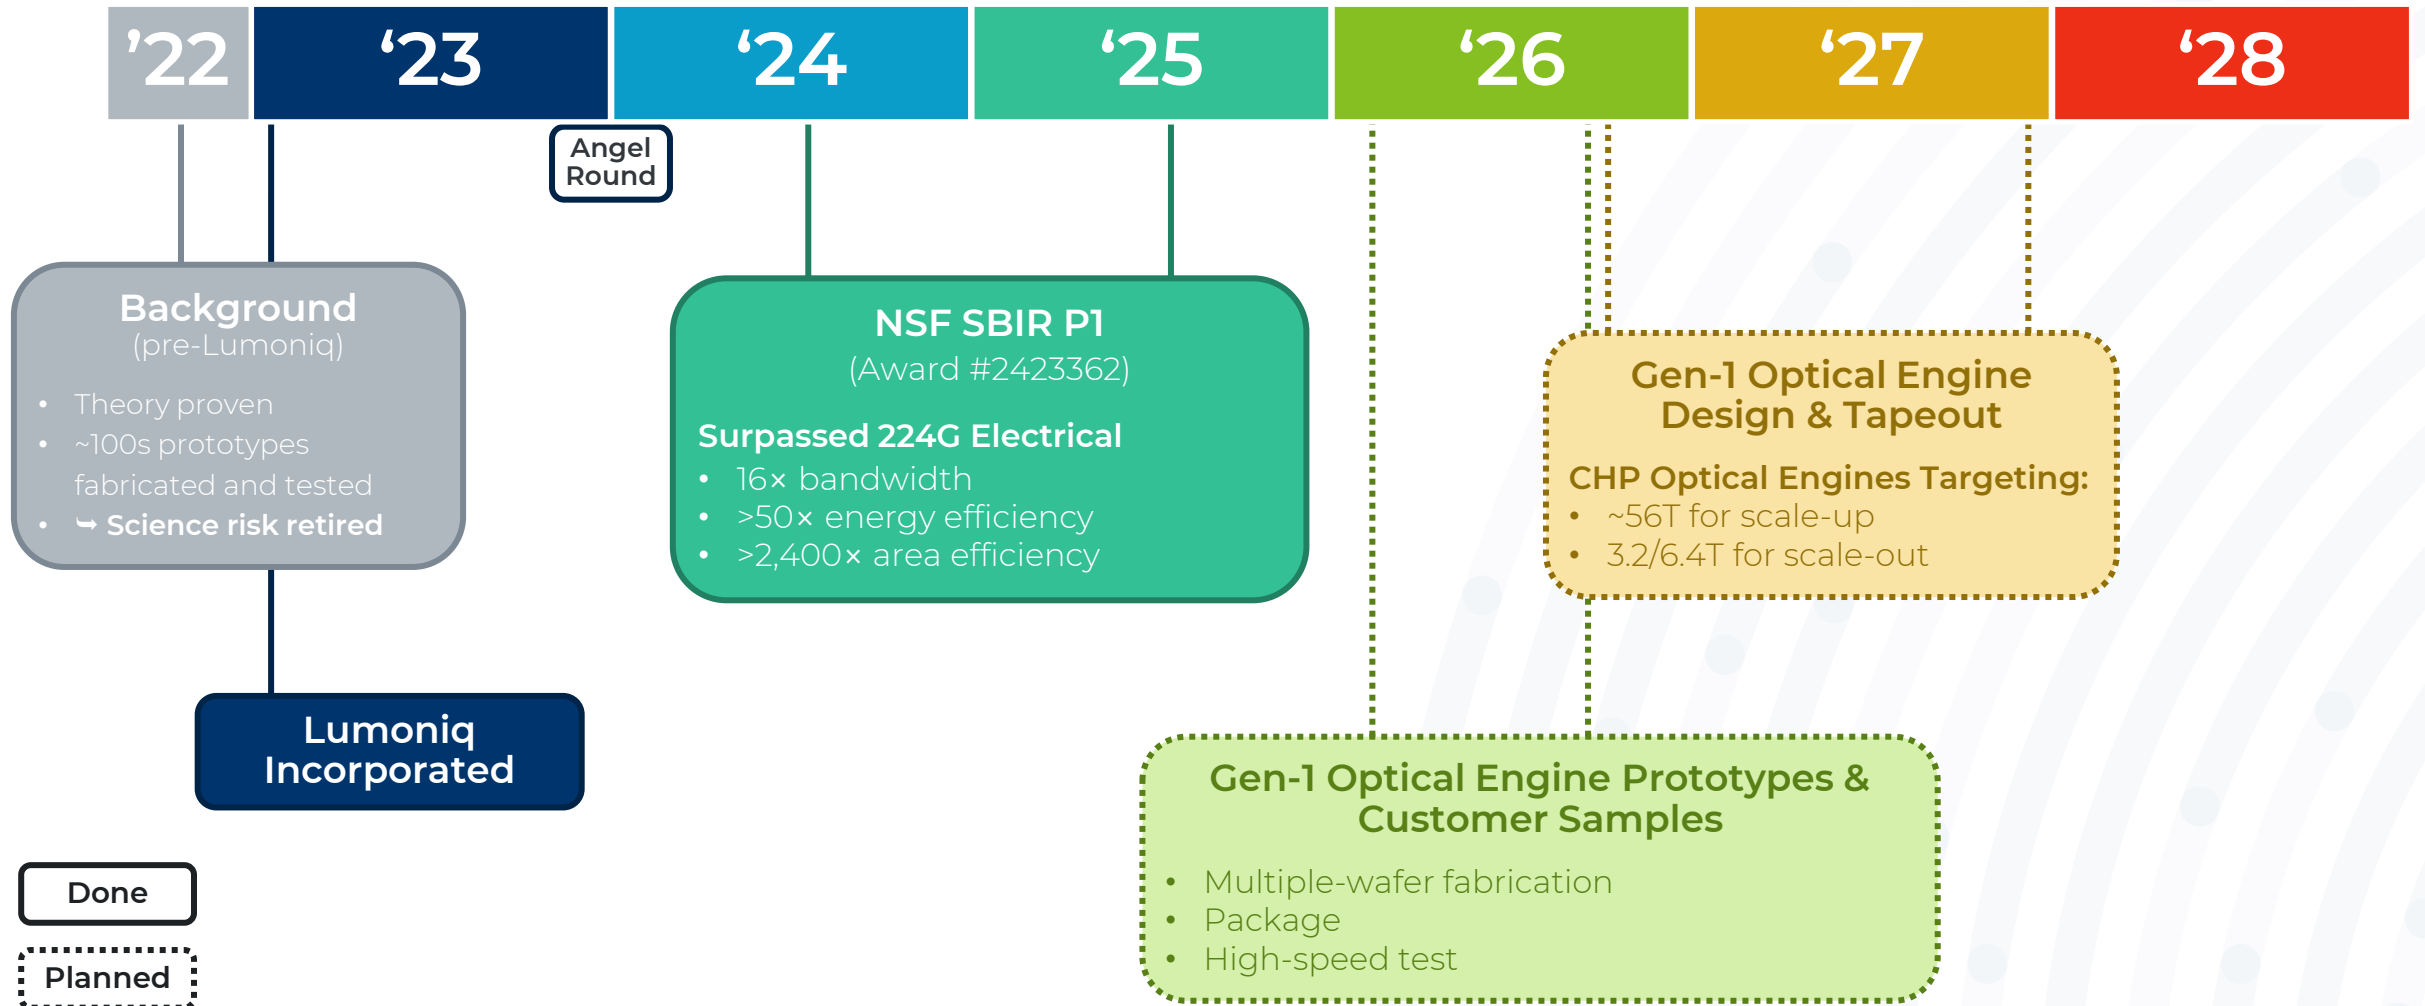 ’22
‘23
‘24
‘25
‘26
‘27
‘28
Angel
Round
Background
(pre-Lumoniq)
• Theory proven
• ~100s prototypes
fabricated and tested
• ➥ Science risk retired
NSF SBIR P1
(Award #2423362)
Surpassed 224G Electrical
• 16× bandwidth
• >50× energy efficiency
• >2,400× area efficiency
Gen-1 Optical Engine
Design & Tapeout
CHP Optical Engines Targeting:
• ~56T for scale-up
• 3.2/6.4T for scale-out
Lumoniq
Incorporated
Gen-1 Optical Engine Prototypes &
Customer Samples
• Multiple-wafer fabrication
• Package
• High-speed test
Done
Planned